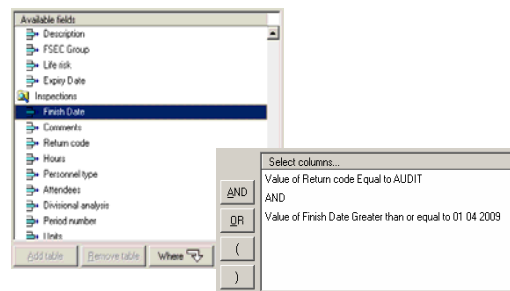 Available fields
Description
FSEC Group
Life risk
Expiry Date
Inspections
Finish Date
Comments
Return code
Hours
Personnel type
Attendees
Divisional analysis
Period number
Units
Add table Remove table Where
Select columns...
Value of Return code Equal to AUDIT
AND
AND
Value of Finish Date Greater than or equal to 01 04 2009
OR
(
)